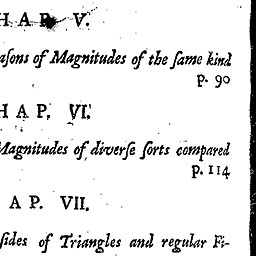 HAP. V.
aſons of Magnitudes of the ſame kind
p. 90
HAP. VI.
Magnitudes of diverſe ſorts compared
p. 114
AP. VII.
ſides of Triangles and regular Fi-